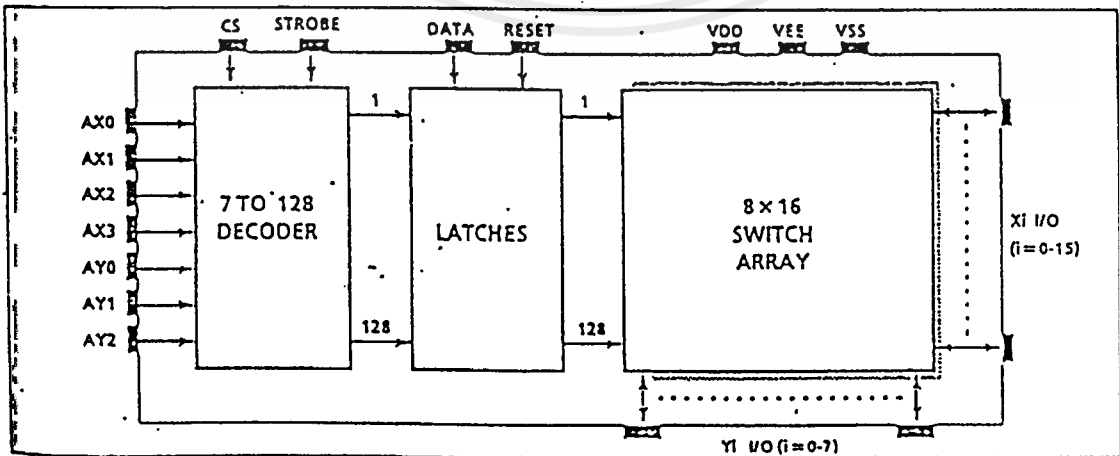 CS STROBE DATA RESET VDD VEE VSS
AX0
AX1
AX2
AX3
AY0
AY1
AY2
7 TO 128
DECODER
1
128
LATCHES
1
128
8 × 16
SWITCH
ARRAY
Xi I/O
(i=0-15)
Yi I/O (i=0-7)